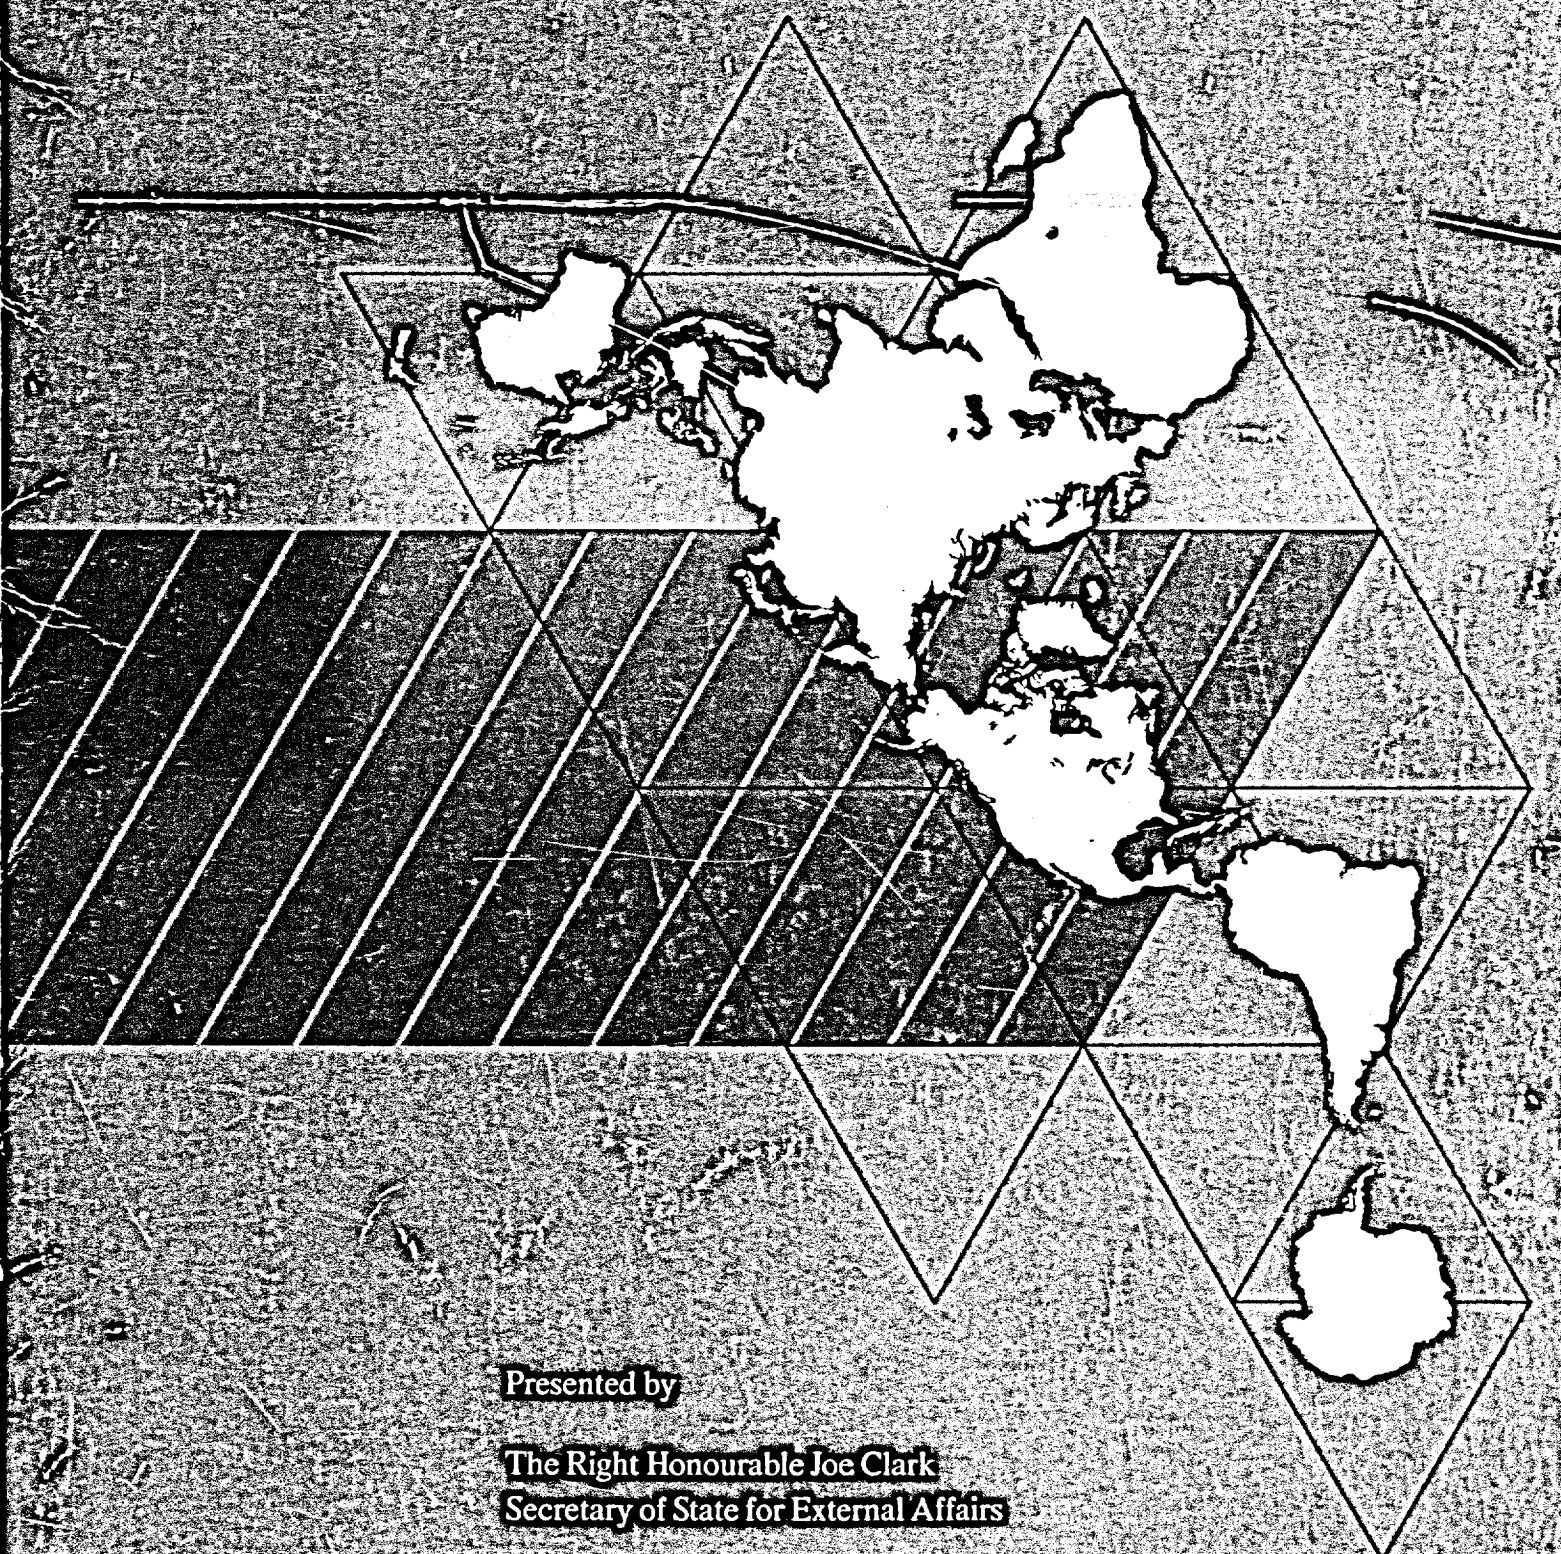 Presented by
The Right Honourable Joe Clark
Secretary of State for External Affairs